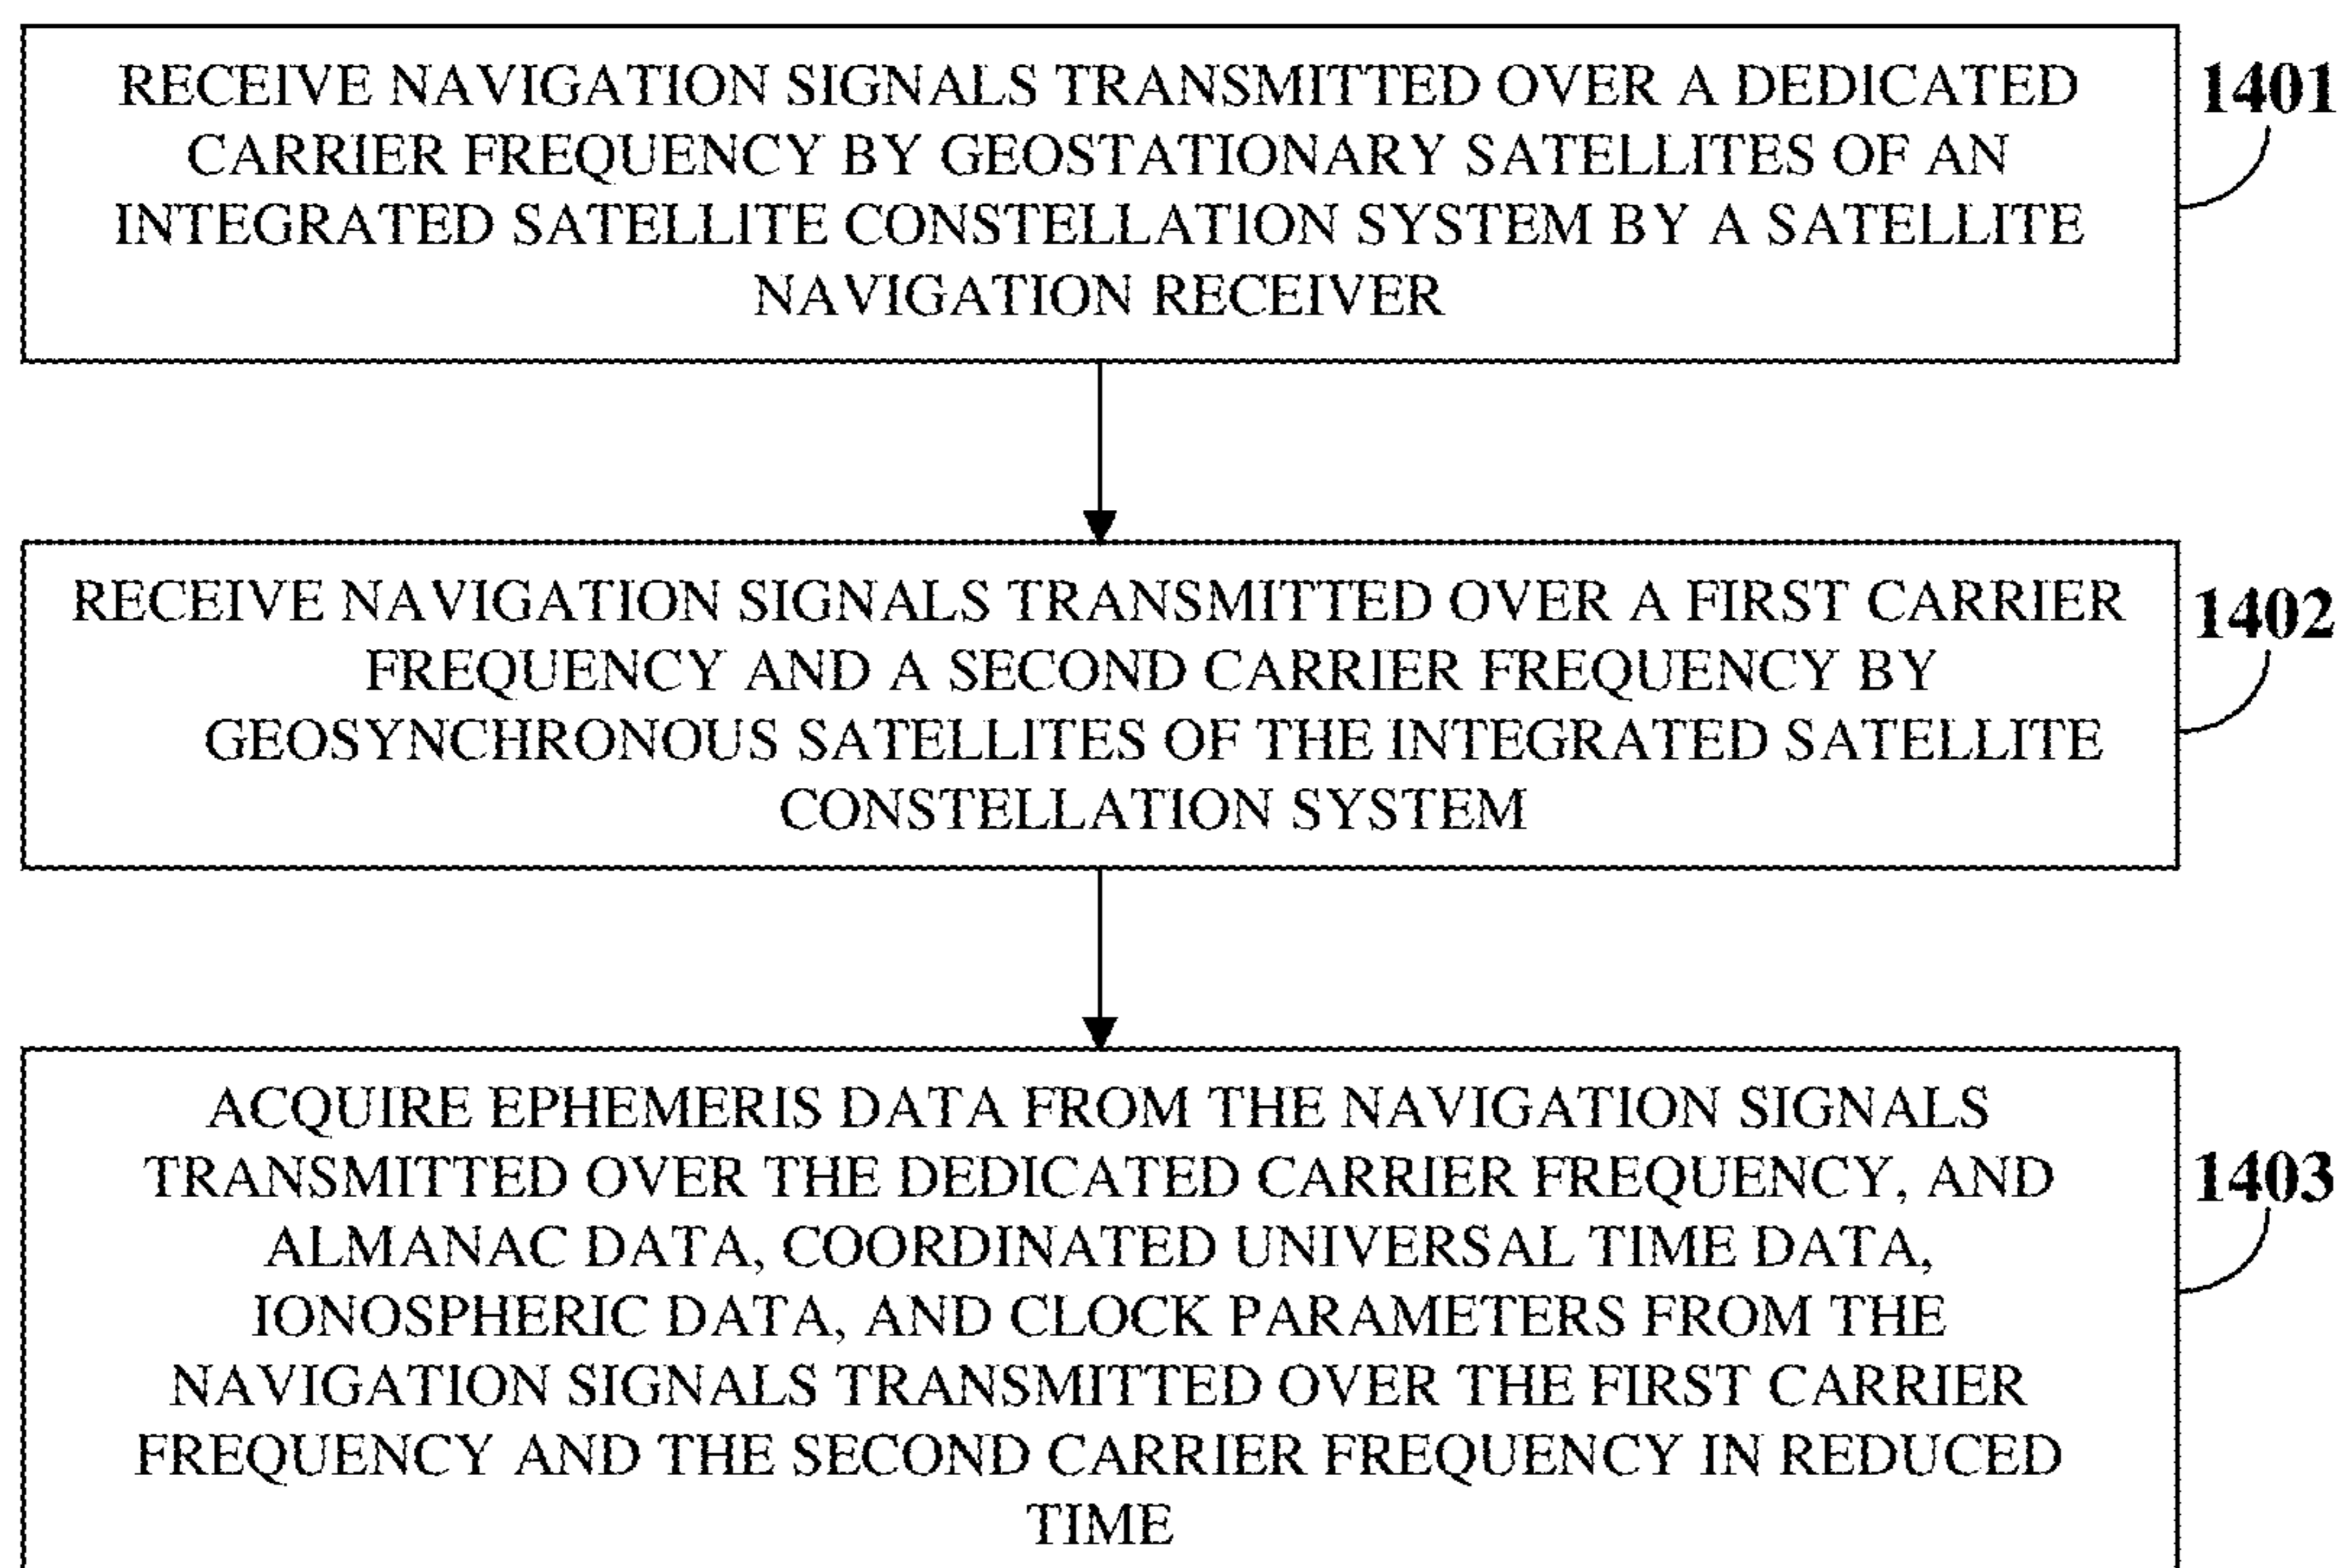 RECEIVE NAVIGATION SIGNALS TRANSMITTED OVER A DEDICATED
CARRIER FREQUENCY BY GEOSTATIONARY SATELLITES OF AN
INTEGRATED SATELLITE CONSTELLATION SYSTEM BY A SATELLITE
NAVIGATION RECEIVER
1401
RECEIVE NAVIGATION SIGNALS TRANSMITTED OVER A FIRST CARRIER
FREQUENCY AND A SECOND CARRIER FREQUENCY BY
GEOSYNCHRONOUS SATELLITES OF THE INTEGRATED SATELLITE
CONSTELLATION SYSTEM
1402
ACQUIRE EPHEMERIS DATA FROM THE NAVIGATION SIGNALS
TRANSMITTED OVER THE DEDICATED CARRIER FREQUENCY, AND
ALMANAC DATA, COORDINATED UNIVERSAL TIME DATA,
IONOSPHERIC DATA, AND CLOCK PARAMETERS FROM THE
NAVIGATION SIGNALS TRANSMITTED OVER THE FIRST CARRIER
FREQUENCY AND THE SECOND CARRIER FREQUENCY IN REDUCED
TIME
1403